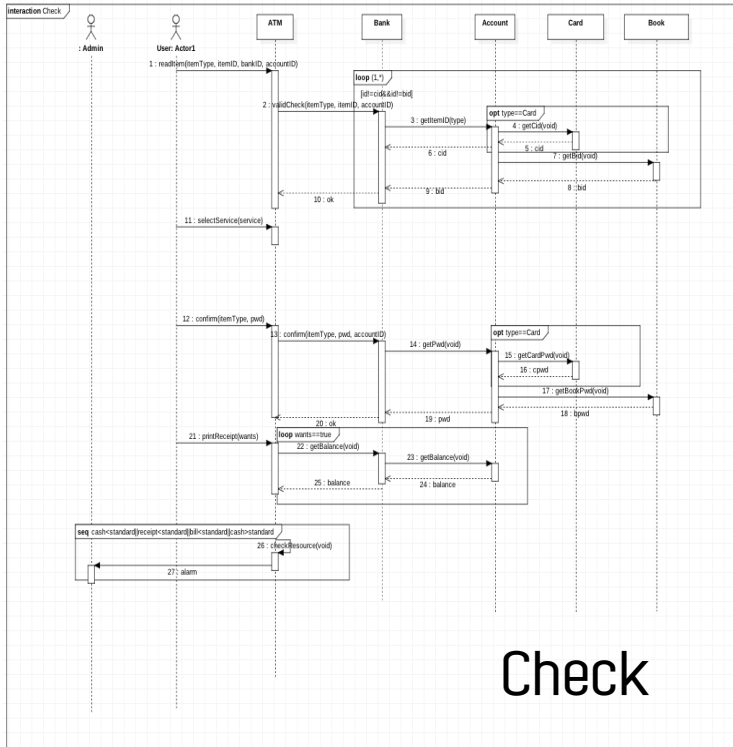 interaction Check
: Admin
User: Actor1
ATM
Bank
Account
Card
Book
1 : readItem(itemType, itemID, bankID, accountID)
loop (1,*)
[id!=cid&&id!=bid]
2 : validCheck(itemType, itemID, accountID)
opt type==Card
3 : getItemID(type)
4 : getCid(void)
5 : cid
6 : cid
7 : getBid(void)
8 : bid
9 : bid
10 : ok
11 : selectService(service)
12 : confirm(itemType, pwd)
13 : confirm(itemType, pwd, accountID)
opt type==Card
14 : getPwd(void)
15 : getCardPwd(void)
16 : cpwd
17 : getBookPwd(void)
18 : bpwd
19 : pwd
20 : ok
21 : printReceipt(wants)
loop wants==true
22 : getBalance(void)
23 : getBalance(void)
24 : balance
25 : balance
seq cash<standard||receipt<standard||bill<standard||cash>standard
26 : checkResource(void)
27 : alarm
Check